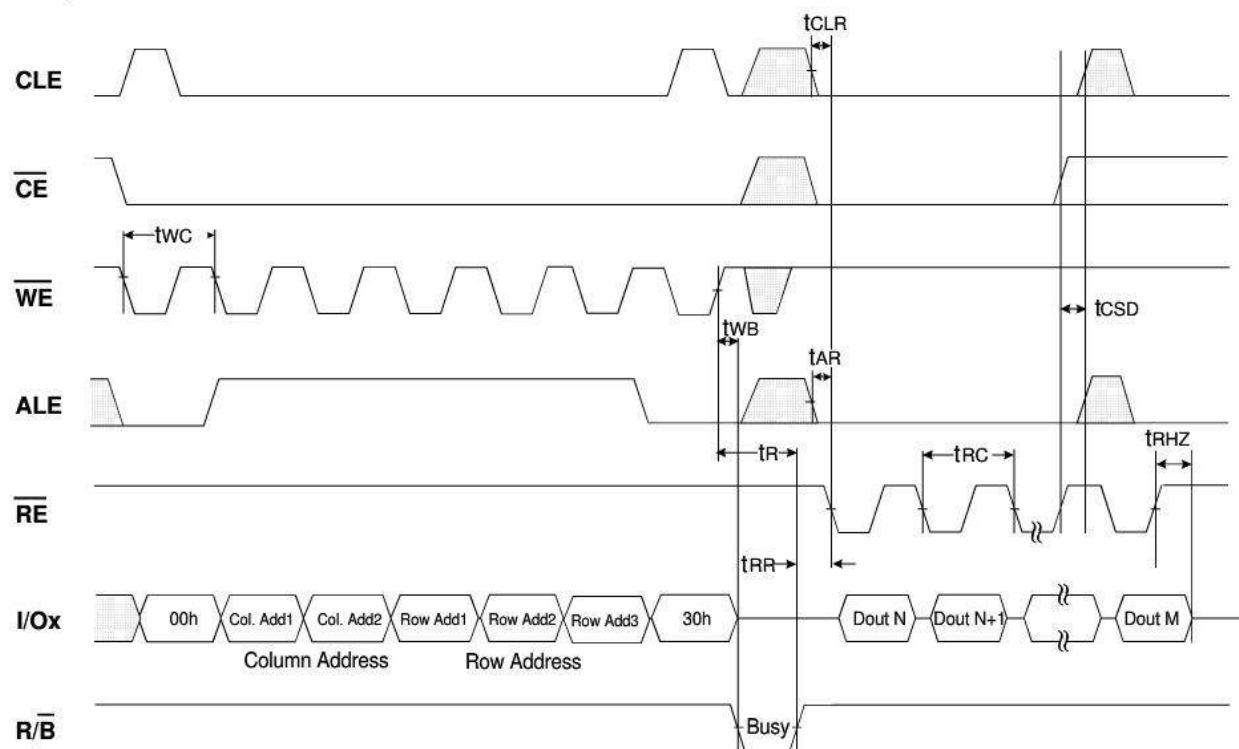 tCLR
CLE
CE
tWC
WE
tWB
tCSD
tAR
ALE
tR
tRC
tRHZ
RE
tRR
I/Ox
00h Col. Add1 Col. Add2 Row Add1 Row Add2 Row Add3 30h Dout N Dout N+1 Dout M
Column Address Row Address
R/B Busy